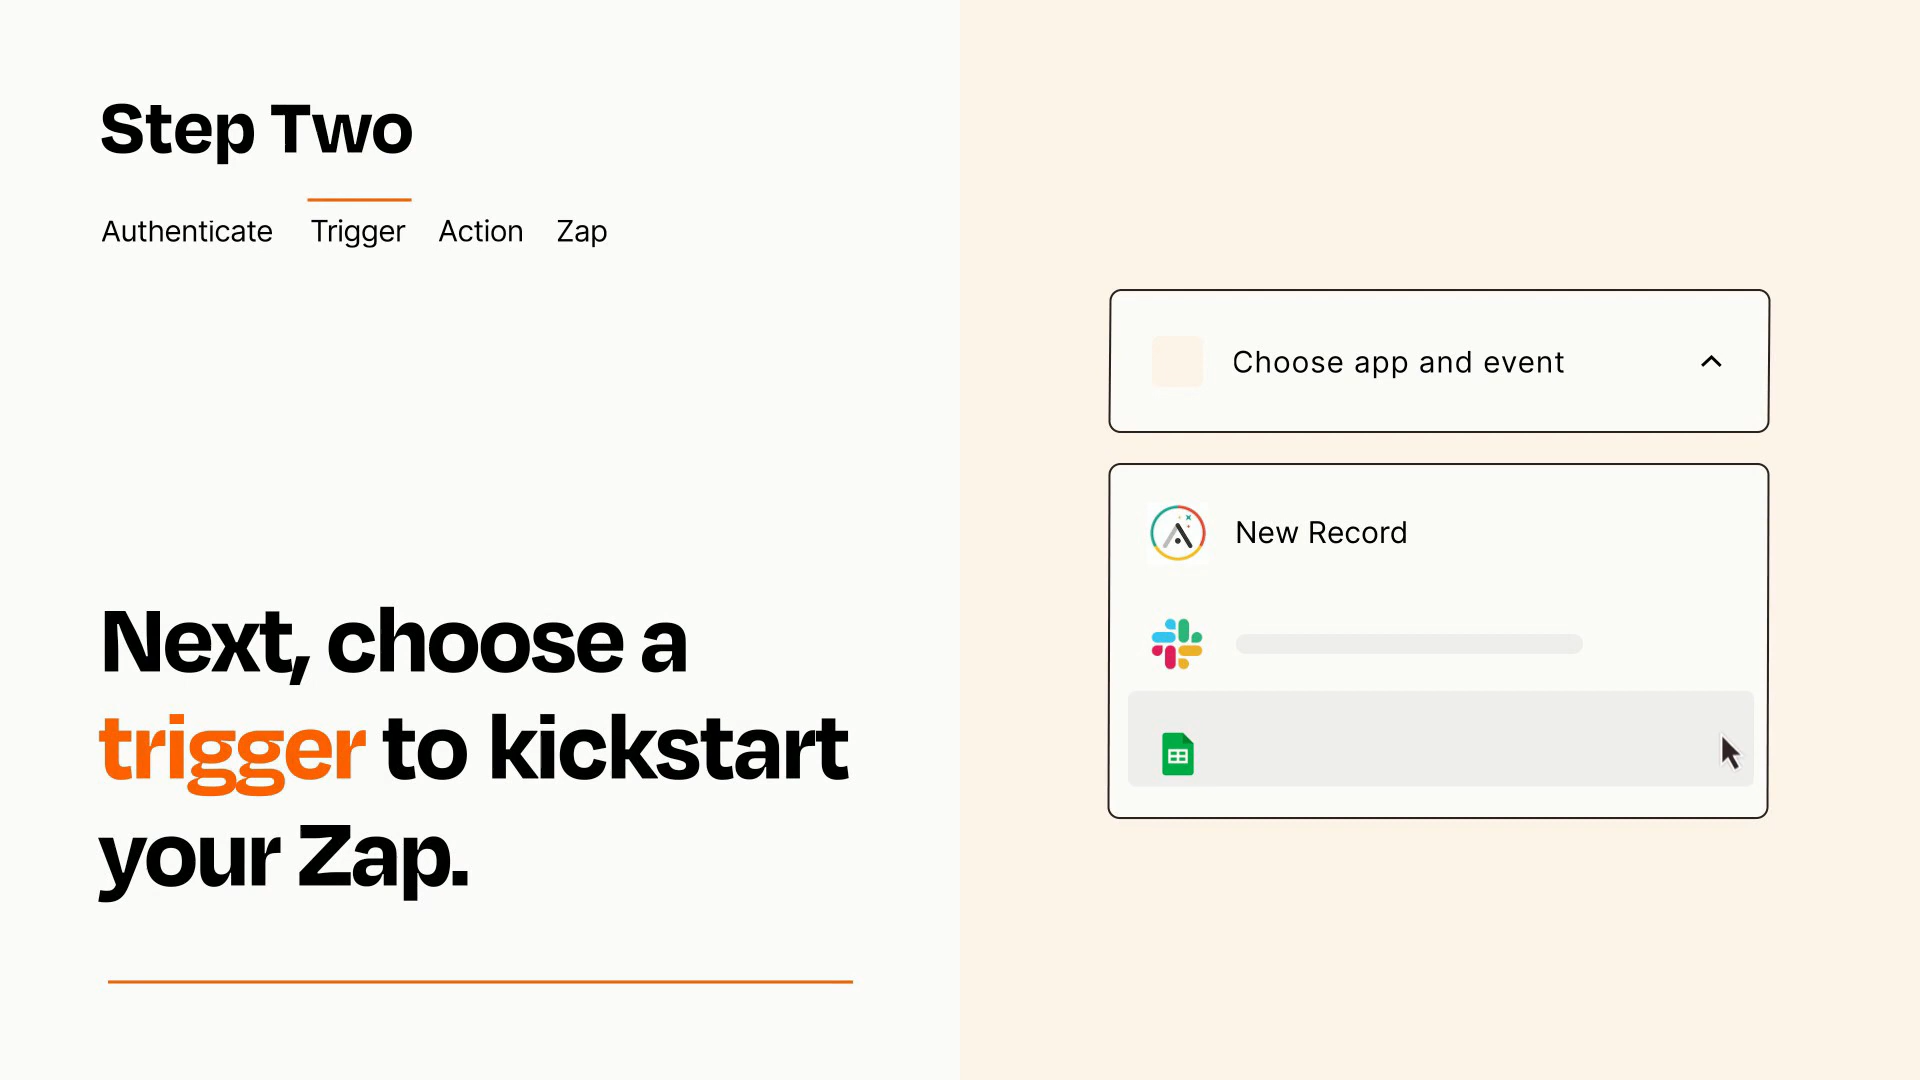 Step Two
Authenticate Trigger Action Zap
Next, choose a
trigger to kickstart
your Zap.
Choose app and event
New Record